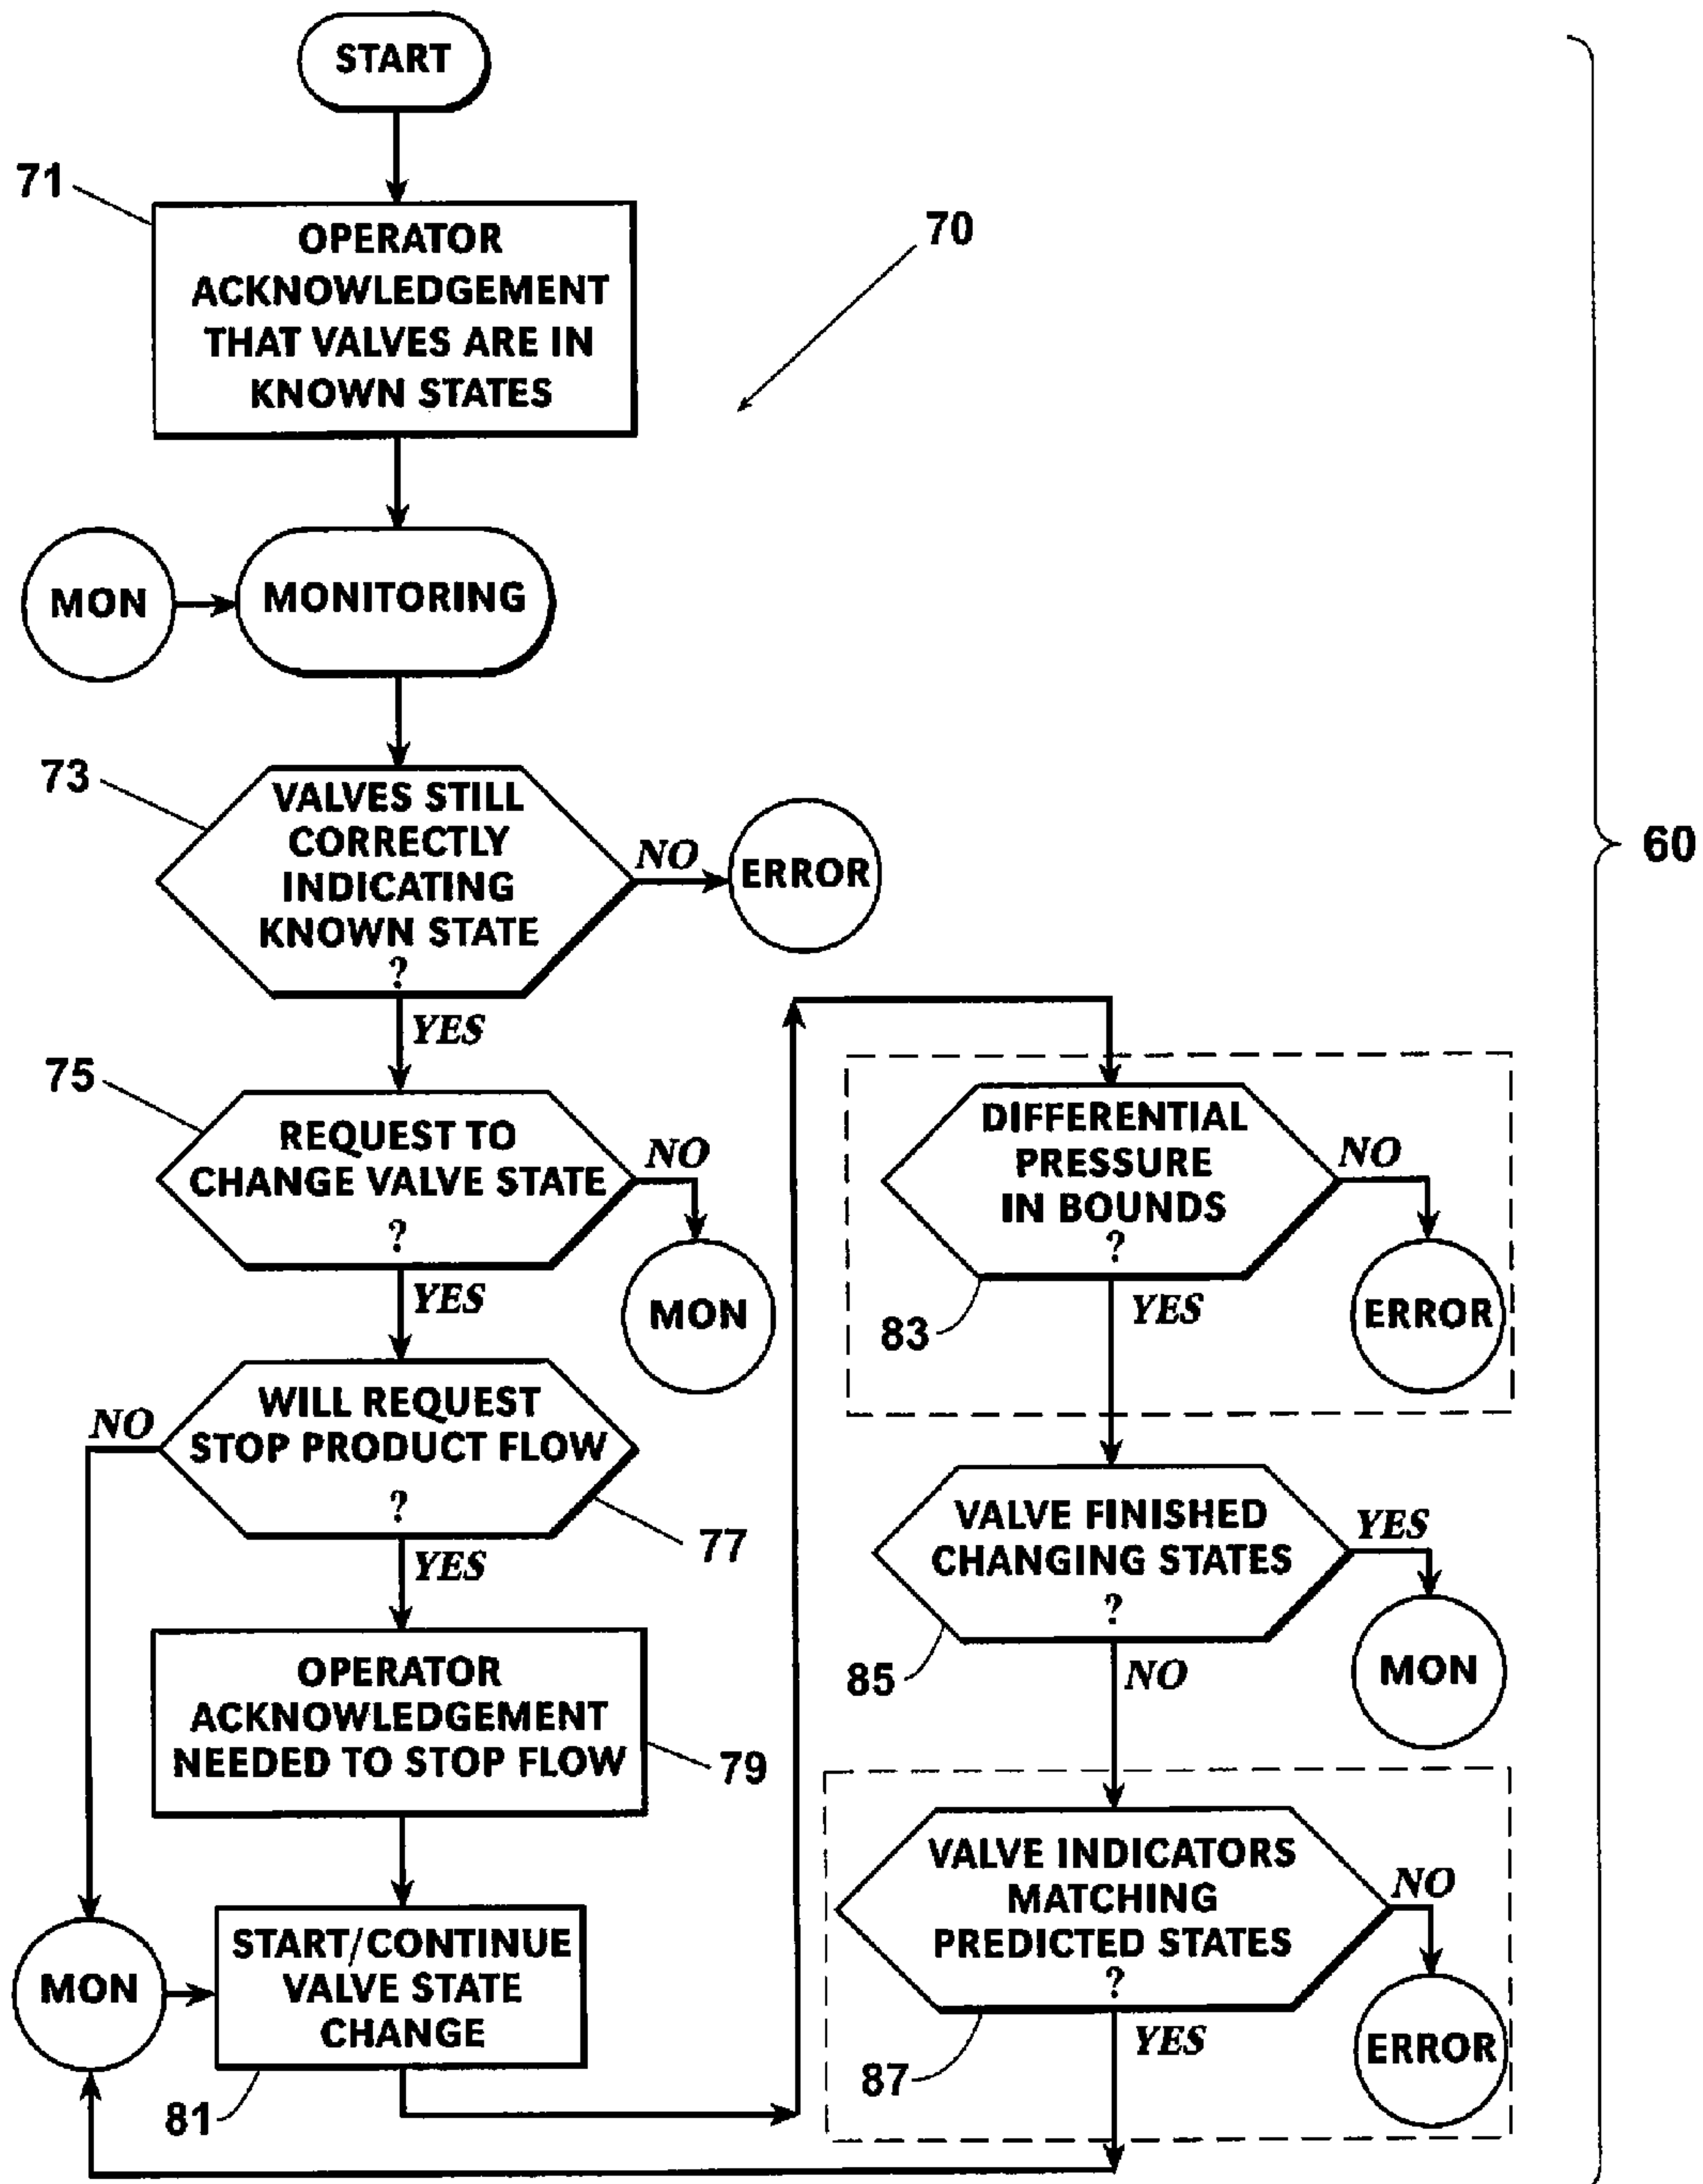 START
71
OPERATOR
ACKNOWLEDGEMENT
THAT VALVES ARE IN
KNOWN STATES
70
MON
MONITORING
73
VALVES STILL
CORRECTLY
INDICATING
KNOWN STATE
?
NO
ERROR
60
YES
75
REQUEST TO
CHANGE VALVE STATE
?
NO
MON
YES
WILL REQUEST
STOP PRODUCT FLOW
?
NO
77
YES
OPERATOR
ACKNOWLEDGEMENT
NEEDED TO STOP FLOW
79
MON
START/CONTINUE
VALVE STATE
CHANGE
81
DIFFERENTIAL
PRESSURE
IN BOUNDS
?
NO
ERROR
83
YES
VALVE FINISHED
CHANGING STATES
?
YES
MON
85
NO
VALVE INDICATORS
MATCHING
PREDICTED STATES
?
NO
ERROR
87
YES